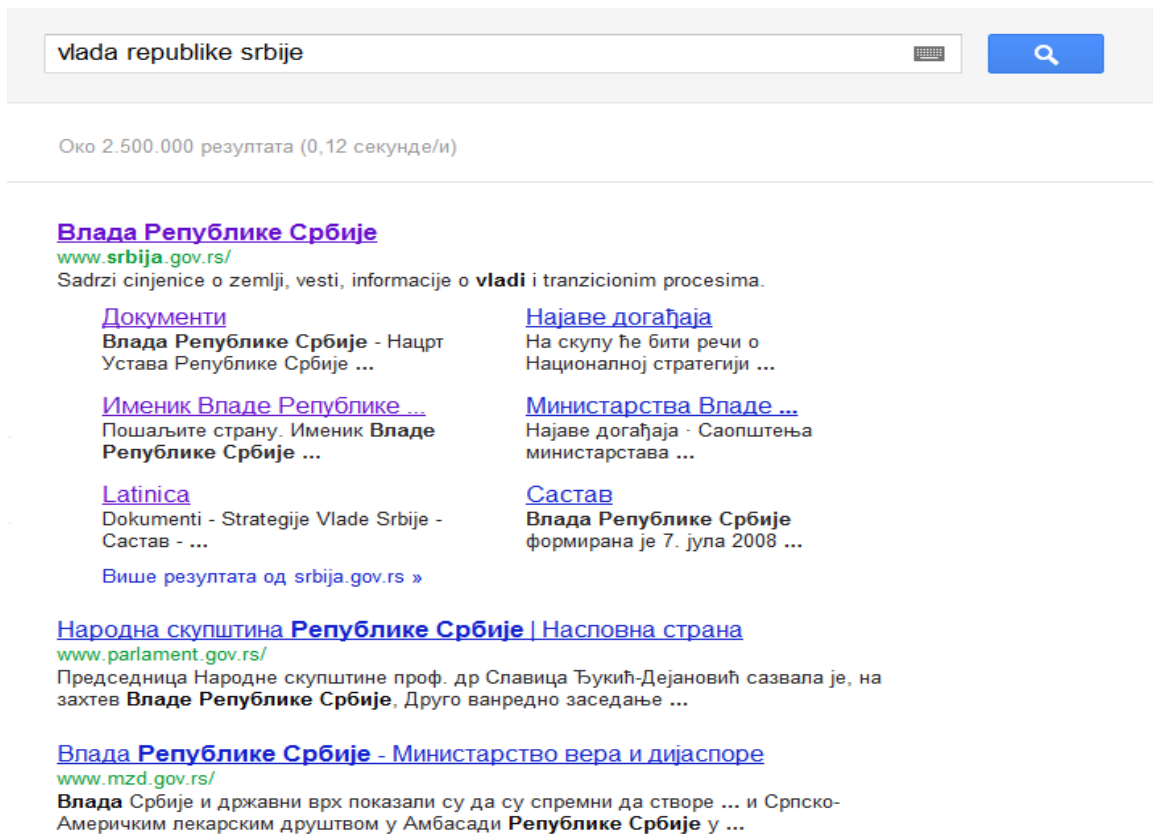 vlada republike srbije
Око 2.500.000 резултата (0,12 секунде/и)
Влада Републике Србије
www.srbija.gov.rs/
Sadrzi cinjenice o zemlji, vesti, informacije o vladi i tranzicionim procesima.
Документи
Влада Републике Србије - Нацрт
Устава Републике Србије ...
Најаве догађаја
На скупу ће бити речи о
Националној стратегији ...
Именик Владе Републике ...
Пошаљите страну. Именик Владе
Републике Србије ...
Министарства Владе ...
Најаве догађаја · Саопштења
министарстава ...
Latinica
Dokumenti - Strategije Vlade Srbije -
Састав - ...
Састав
Влада Републике Србије
формирана је 7. јула 2008 ...
Више резултата од srbija.gov.rs »
Народна скупштина Републике Србије | Насловна страна
www.parlament.gov.rs/
Председница Народне скупштине проф. др Славица Ђукић-Дејановић сазвала је, на
захтев Владе Републике Србије, Друго ванредно заседање ...
Влада Републике Србије - Министарство вера и дијаспоре
www.mzd.gov.rs/
Влада Србије и државни врх показали су да су спремни да створе ... и Српско-
Америчким лекарским друштвом у Амбасади Републике Србије у ...